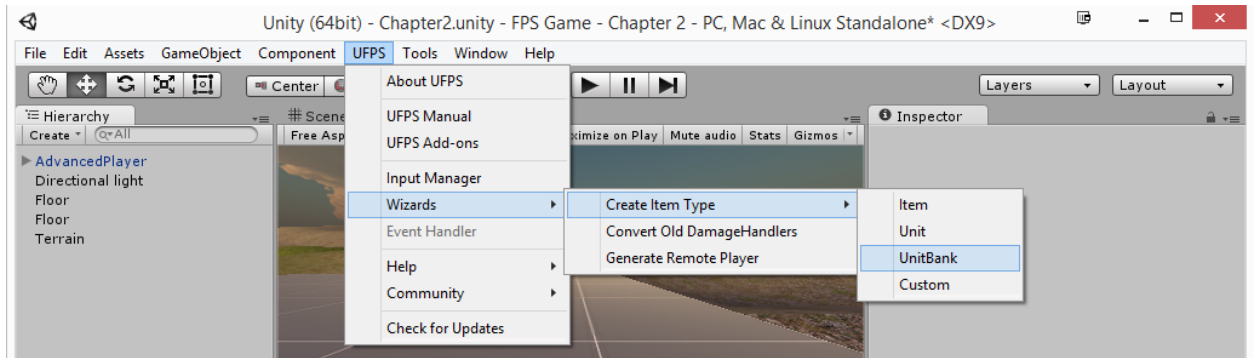 Unity (64bit) - Chapter2.unity - FPS Game - Chapter 2 - PC, Mac & Linux Standalone* <DX9>
File Edit Assets GameObject Component UFPS Tools Window Help
Center Layers Layout
Hierarchy
Create All
AdvancedPlayer
Directional light
Floor
Floor
Terrain
# Scene
Free Asp
About UFPS
UFPS Manual
UFPS Add-ons
Input Manager
Wizards
Event Handler
Help
Community
Check for Updates
ximize on Play Mute audio Stats Gizmos
Create Item Type
Convert Old DamageHandlers
Generate Remote Player
Item
Unit
UnitBank
Custom
Inspector